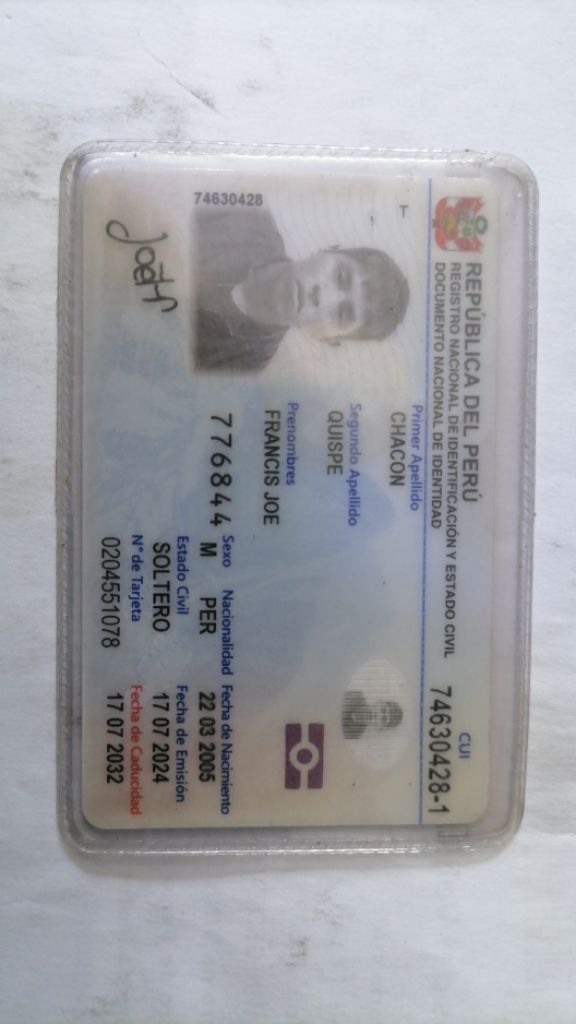 REPÚBLICA DEL PERÚ
REGISTRO NACIONAL DE IDENTIFICACIÓN Y ESTADO CIVIL
DOCUMENTO NACIONAL DE IDENTIDAD
CUI
74630428-1
T
Primer Apellido
CHACON
Segundo Apellido
QUISPE
Prenombres
FRANCIS JOE
74630428
776844
Sexo Nacionalidad Fecha de Nacimiento
M PER 22 03 2005
Estado Civil Fecha de Emisión
SOLTERO 17 07 2024
N° de Tarjeta Fecha de Caducidad
0204551078 17 07 2032